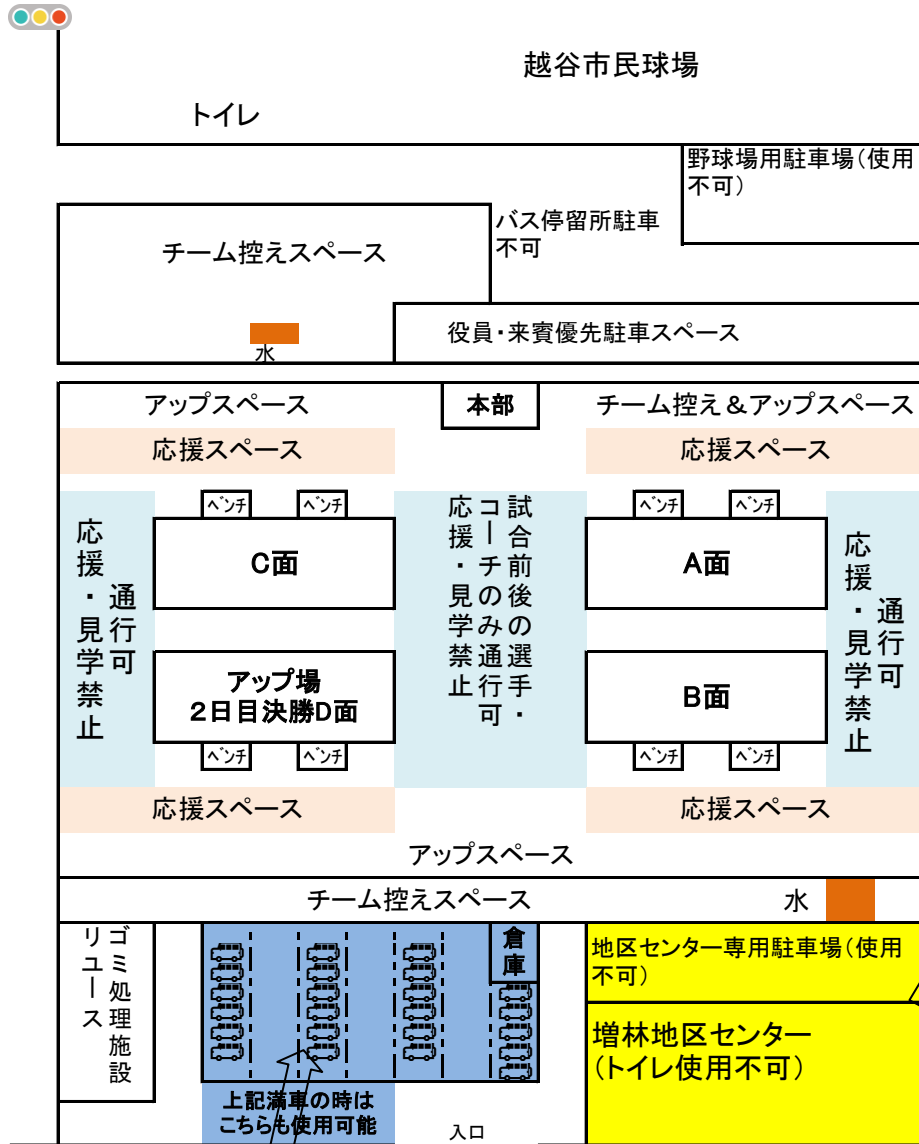 越谷市民球場
トイレ
野球場用駐車場（使用
不可）
バス停留所駐車
不可
チーム控えスペース
水
役員・来賓優先駐車スペース
アップスペース
本部
チーム控え＆アップスペース
応援スペース
応援スペース
ベンチ
ベンチ
ベンチ
ベンチ
通行可
応援・見学禁止
C面
試合前後の選手・
コーチのみ通行可
応援・見学禁止
A面
通行可
応援・見学禁止
アップ場
2日目決勝D面
B面
ベンチ
ベンチ
ベンチ
ベンチ
応援スペース
応援スペース
アップスペース
チーム控えスペース
水
ゴミ処理施設
リユース
倉庫
地区センター専用駐車場（使用
不可）
増林地区センター
（トイレ使用不可）
上記満車の時は
こちらも使用可能
入口